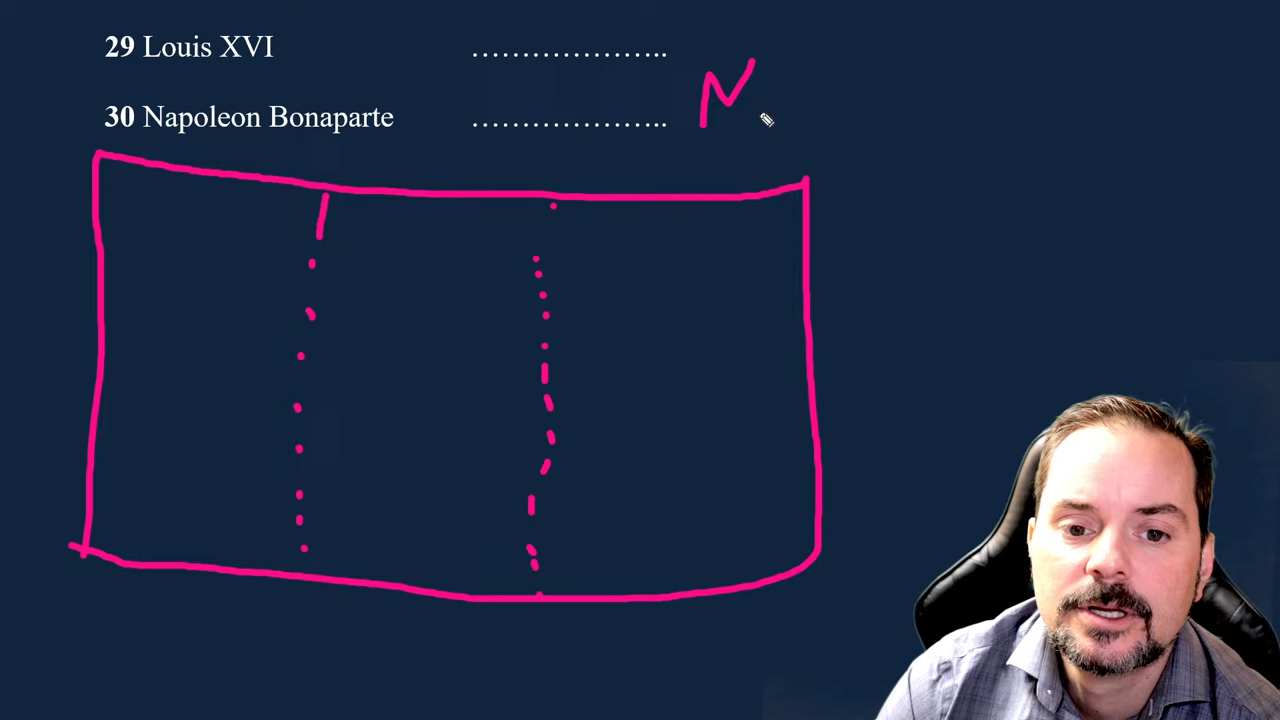 29 Louis XVI ………………..
N
30 Napoleon Bonaparte ………………..